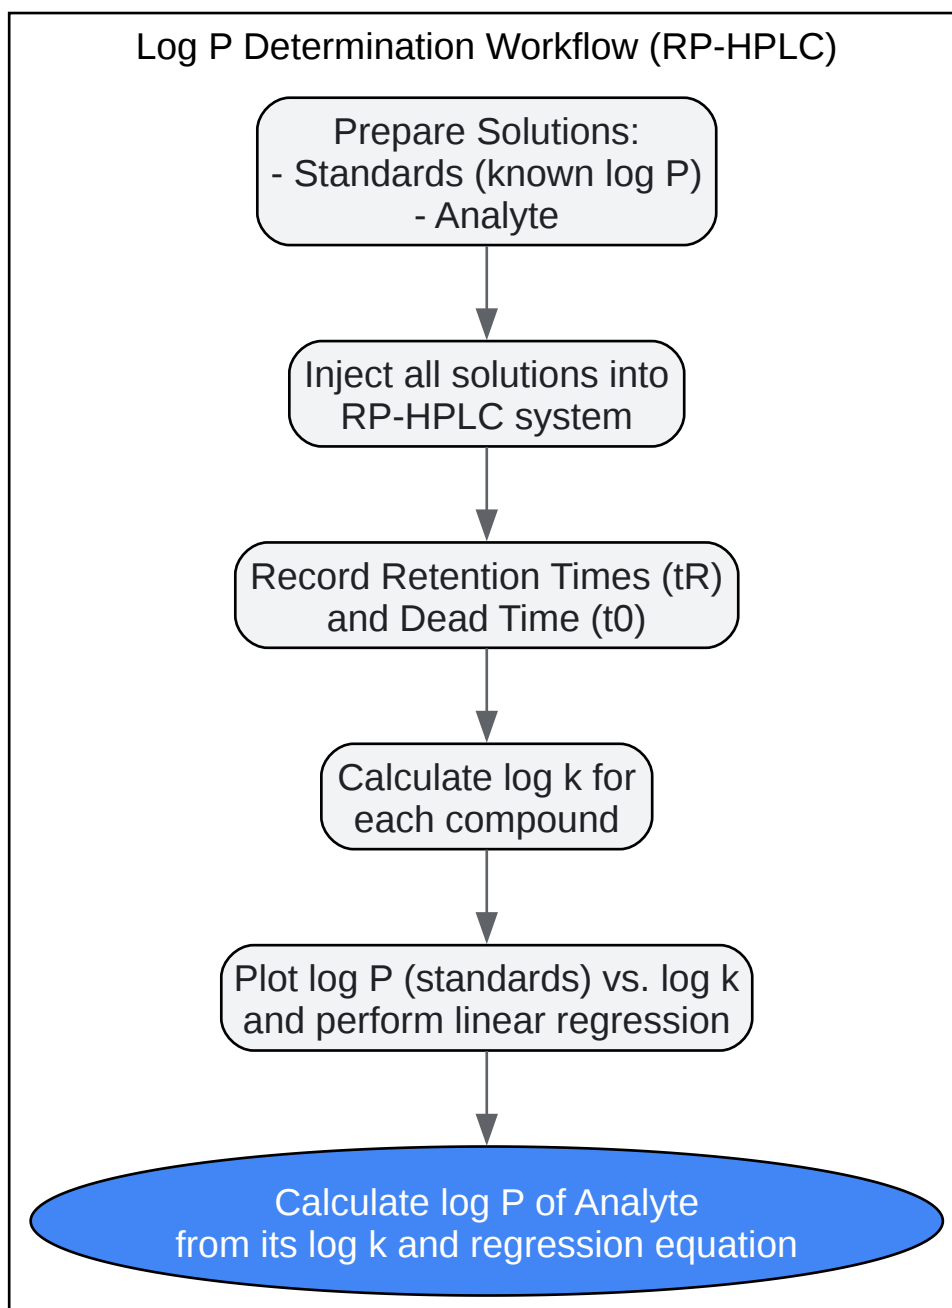 Log P Determination Workflow (RP-HPLC)
Prepare Solutions:
- Standards (known log P)
- Analyte
Inject all solutions into
RP-HPLC system
Record Retention Times (tR)
and Dead Time (t0)
Calculate log k for
each compound
Plot log P (standards) vs. log k
and perform linear regression
Calculate log P of Analyte
from its log k and regression equation